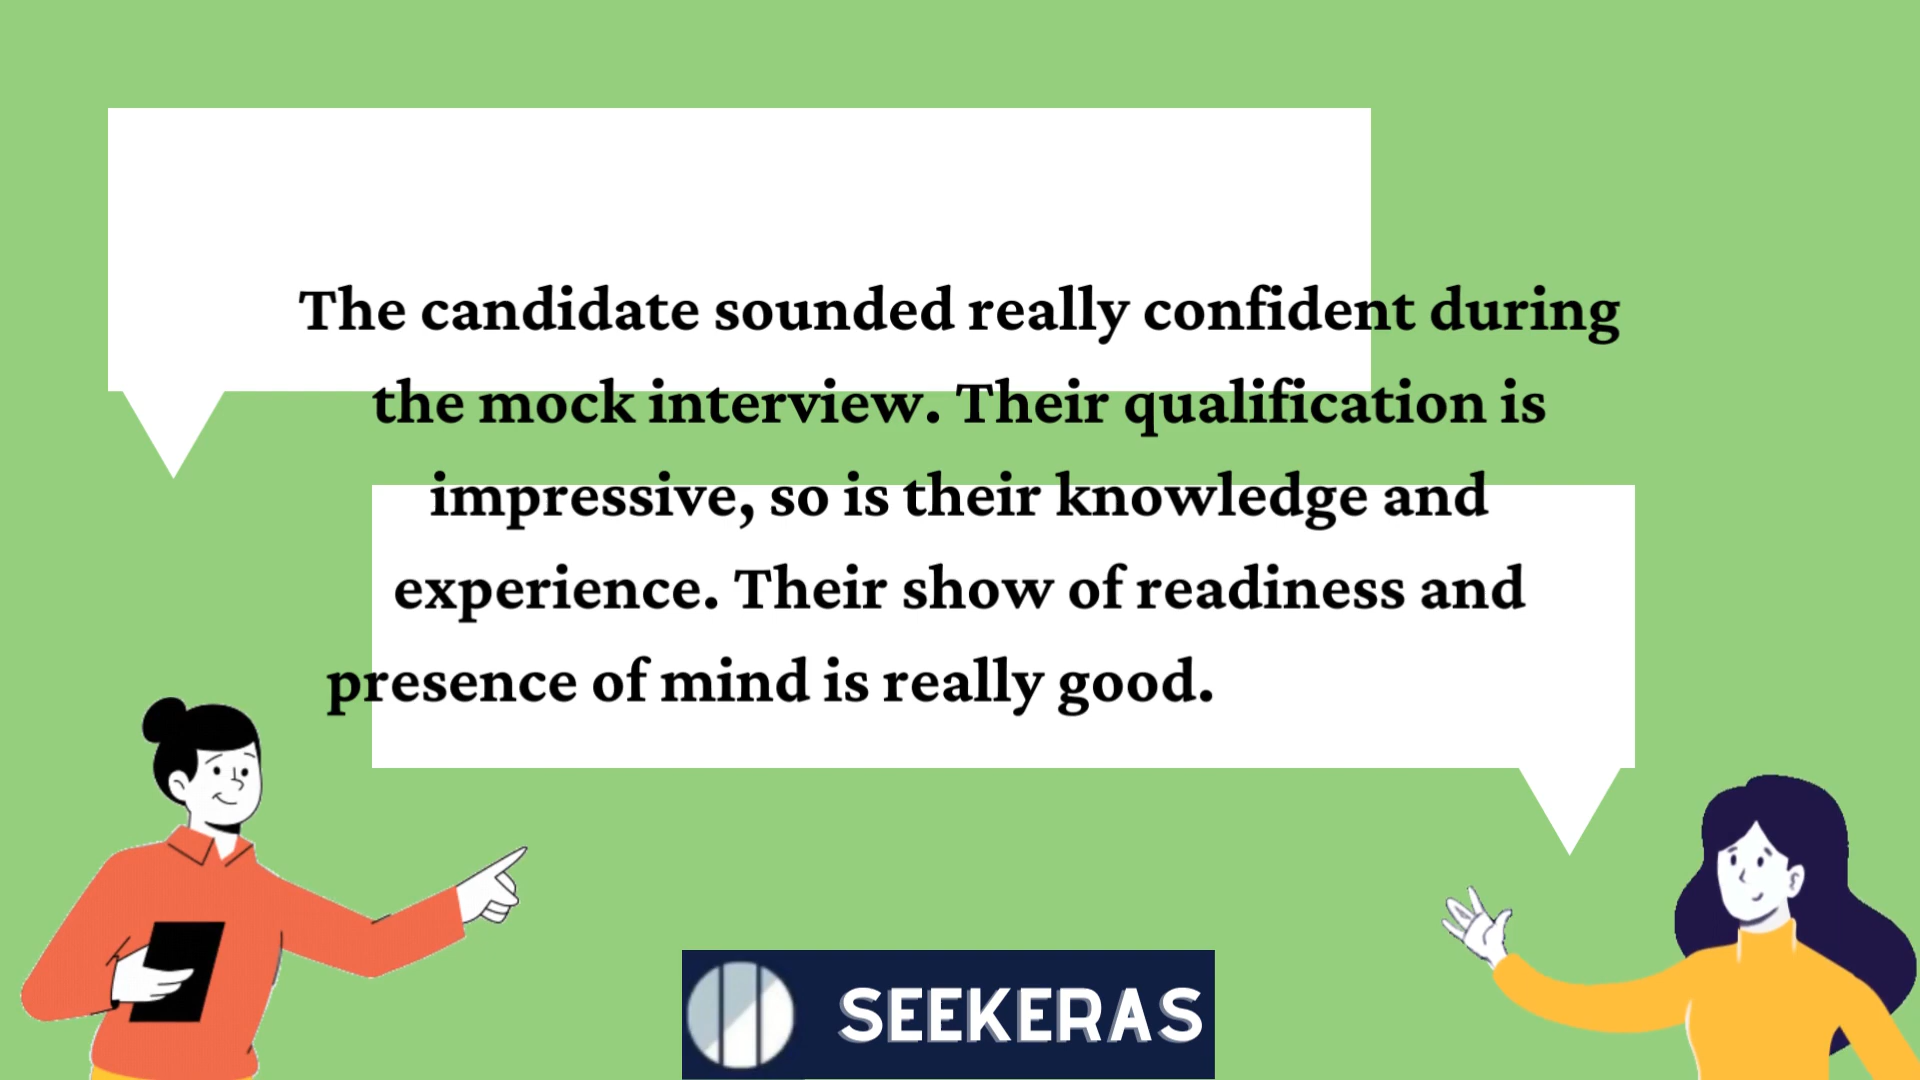 The candidate sounded really confident during
the mock interview. Their qualification is
impressive, so is their knowledge and
experience. Their show of readiness and
presence of mind is really good.
SEEKERAS